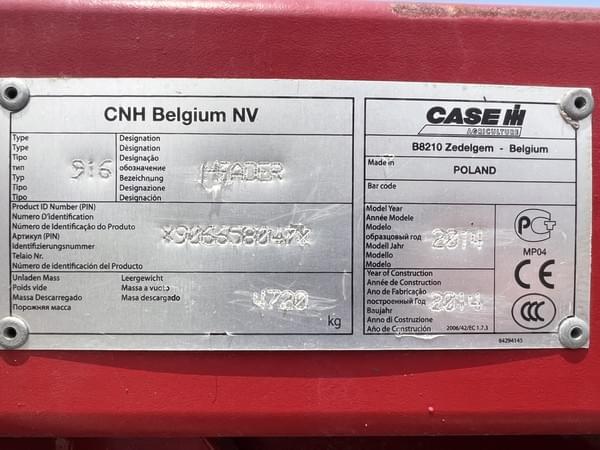 CNH Belgium NV
Type Désignation
Type Designation
Tipo Designação
тип обозначение
Typ Bezeichnung
Tipo Designazione
Tipo Designación
916
HEADER
Product ID Number (PIN)
Numero D'identification)
Número de Identificação do Produto
Артикул (PIN)
Identifizierungsnummer
Telaio No.
Número de identificación del Producto
Unladen Mass Leergewicht
Poids vide Massa a vuoto
Massa Descarregado Masa descargado
Порожняя масса
4720
kg
CASE IH
AGRICULTURE
B8210 Zedelgem - Belgium
Made in
POLAND
Bar code
Model Year
Année Modele
Modelo
образцовый год
Modell Jahr
Modello
Modelo
2014
Year of Construction
Année de Construction
Ano de Fabricação
построенный Год
Baujahr
Anno di Costruzione
Año de Construción
2014
PCT
MP04
CE
CCC
2006/42/EC 1.7.3
84294145